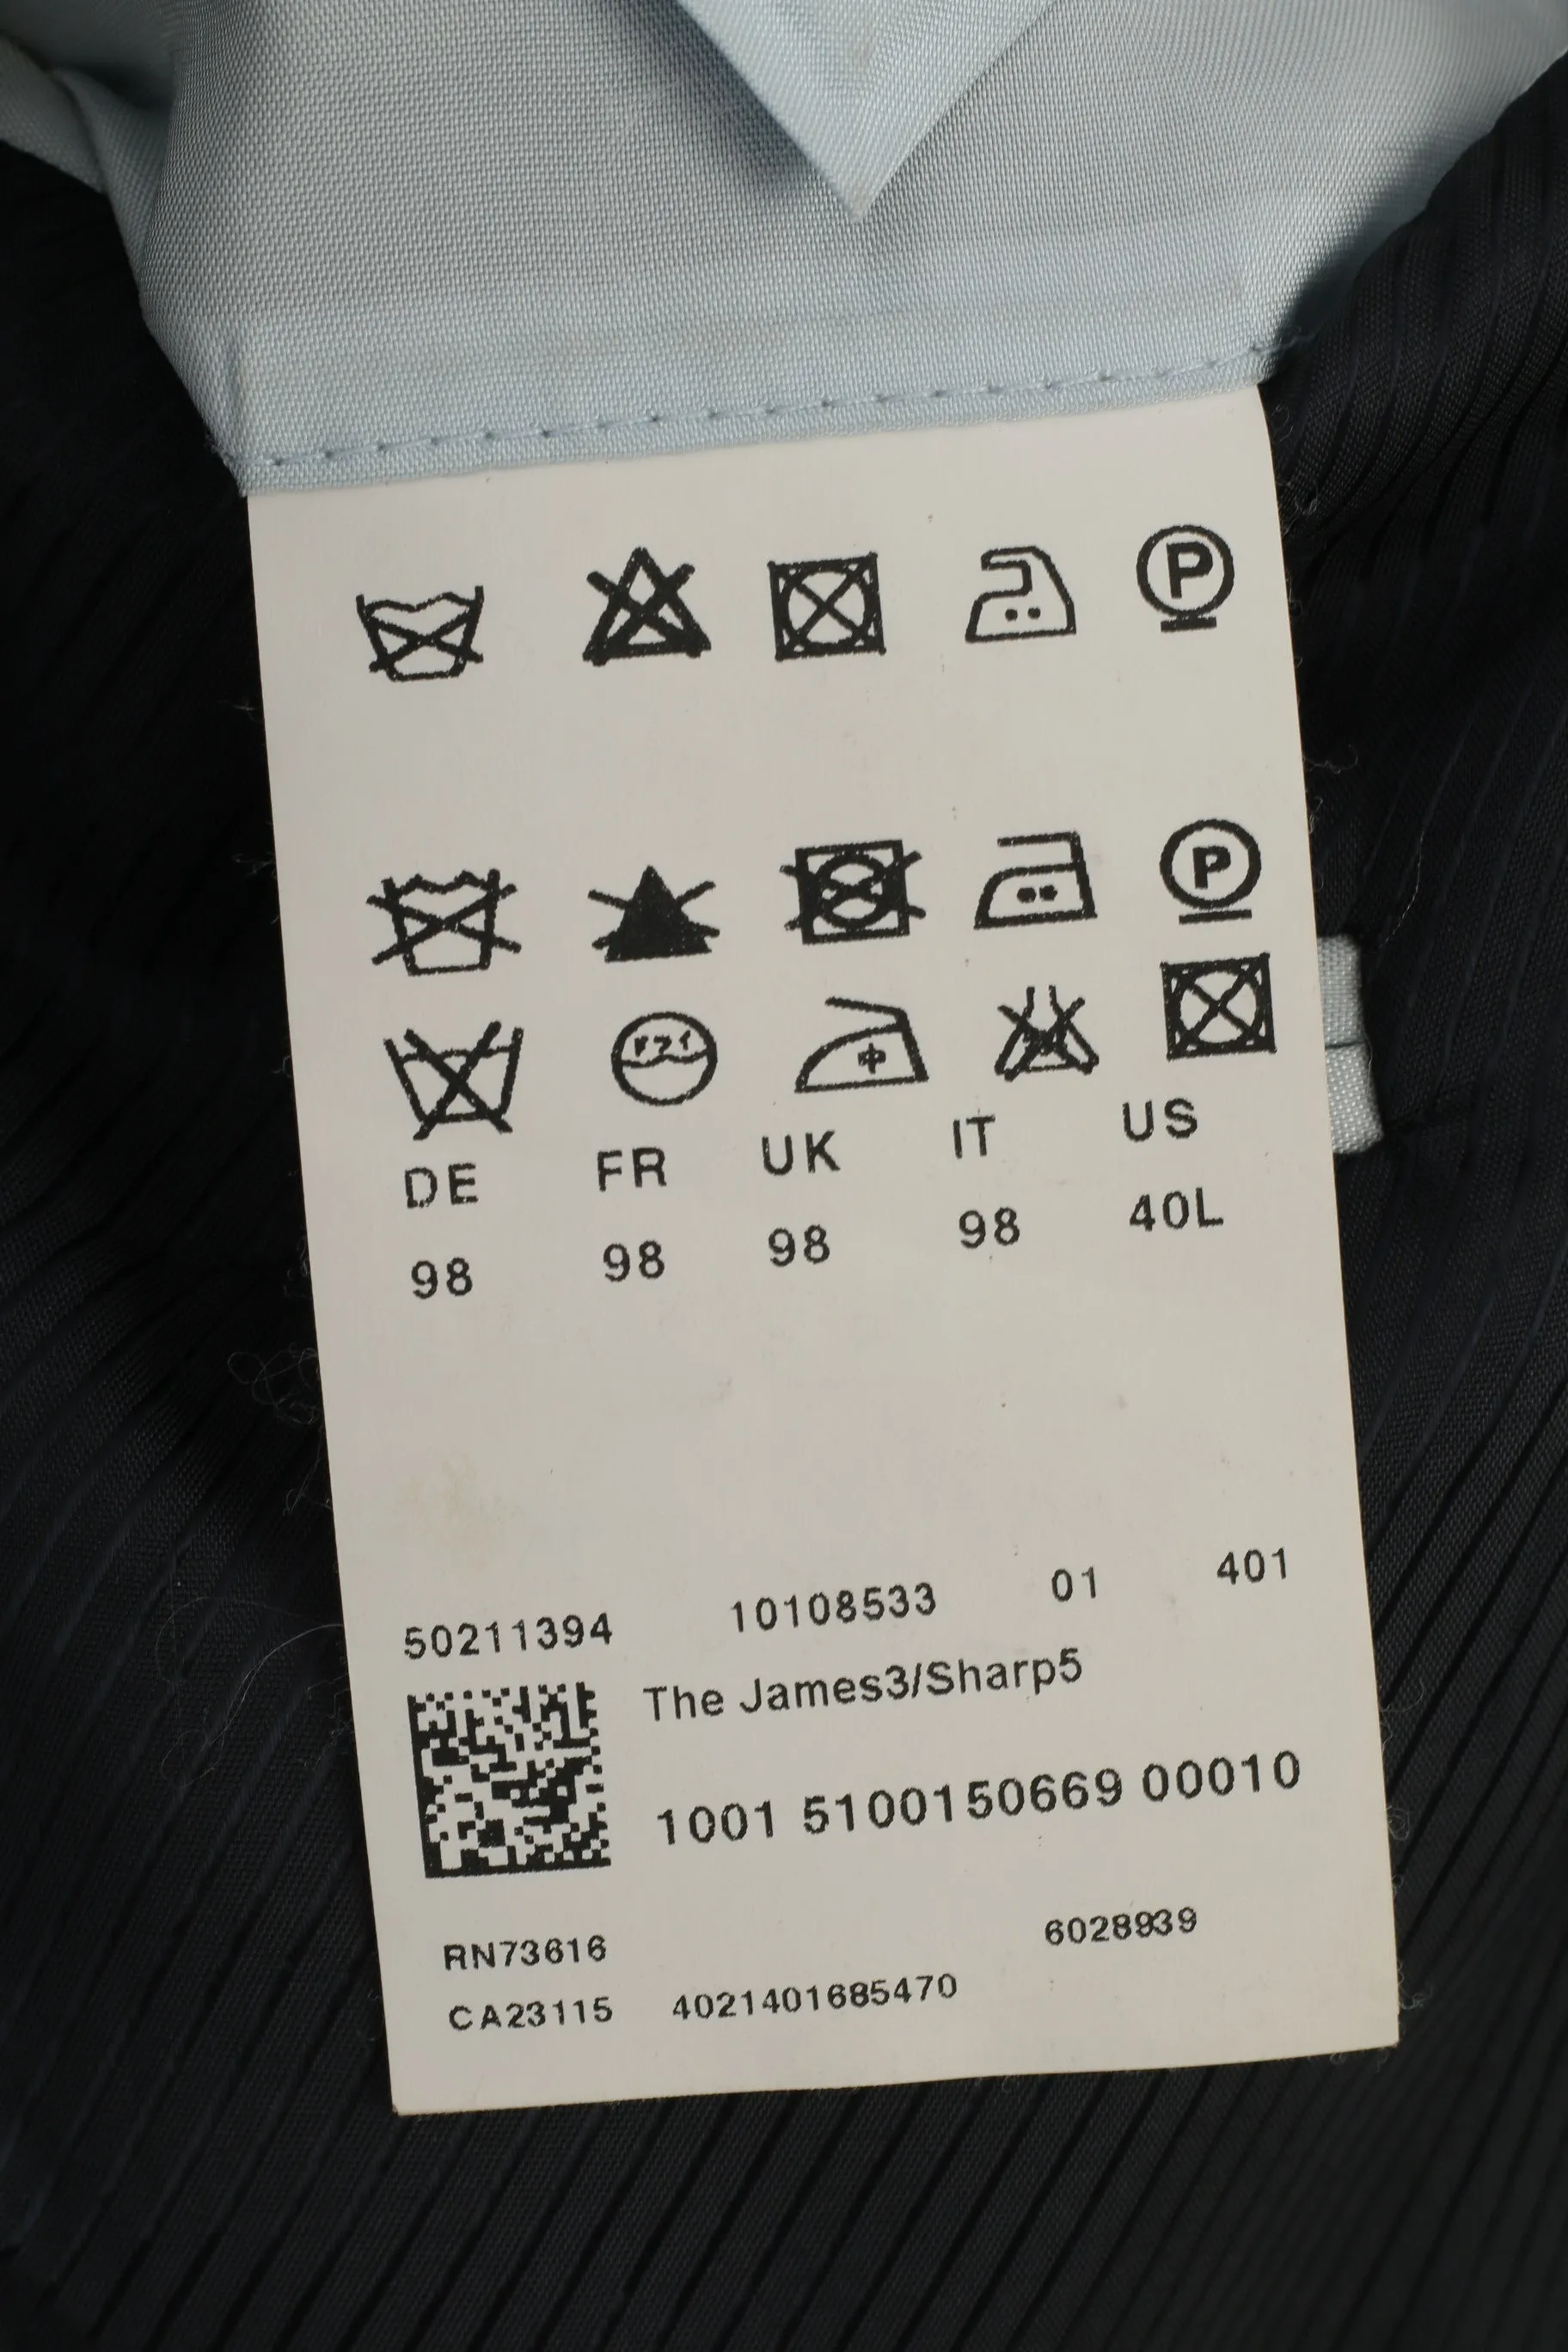 P
P
DE FR UK IT US
98 98 98 98 40L
50211394 10108533 01 401
The James3/Sharp5
1001 5100150669 00010
RN73616 6028939
CA23115 4021401685470